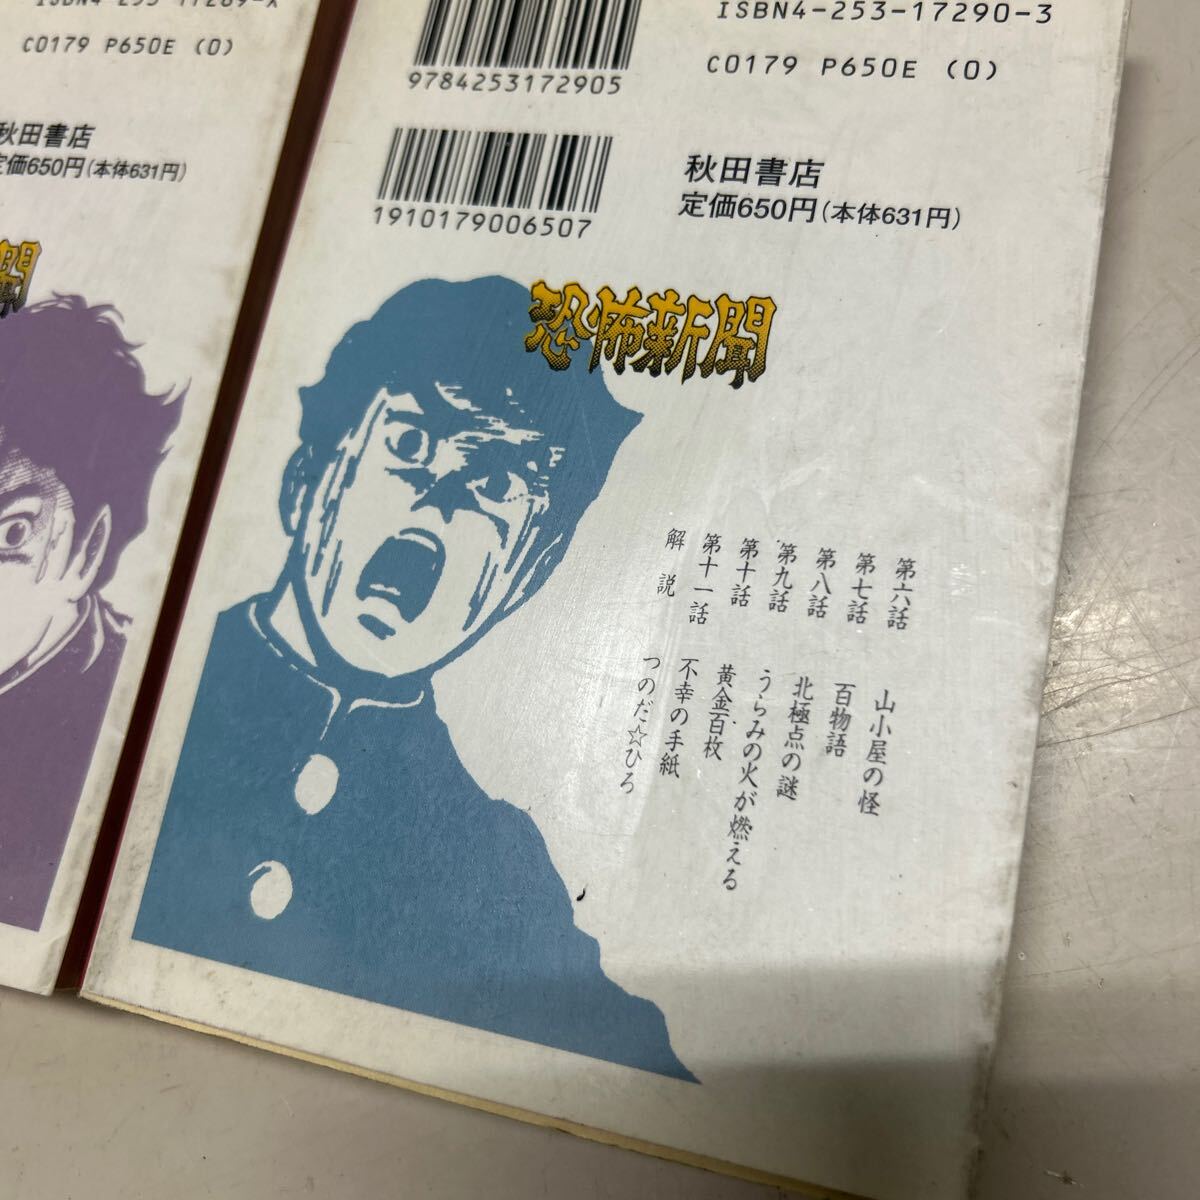 C0179 P650E (0)
秋田書店
定価650円(本体631円)
聞
ISBN4-253-17290-3
C0179 P650E (0)
9784253172905
1910179006507
秋田書店
定価650円(本体631円)
恐怖新聞
第六話 山小屋の怪
第七話 百物語
第八話 北極点の謎
第九話 うらみの火が燃える
第十話 黄金百枚
第十一話 不幸の手紙
解説 つのだ☆ひろ